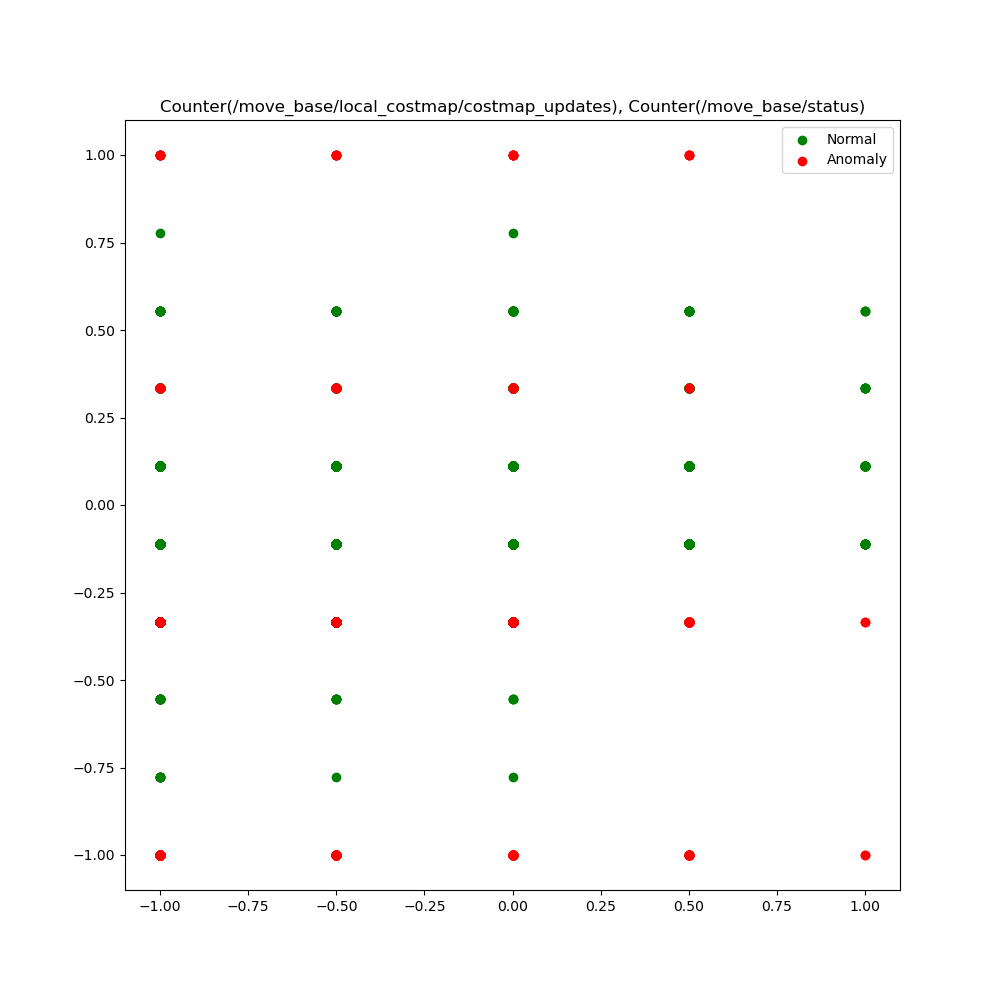 Counter(/move_base/local_costmap/costmap_updates), Counter(/move_base/status)
Normal
Anomaly
1.00
0.75
0.50
0.25
0.00
−0.25
−0.50
−0.75
−1.00
−1.00 −0.75 −0.50 −0.25 0.00 0.25 0.50 0.75 1.00